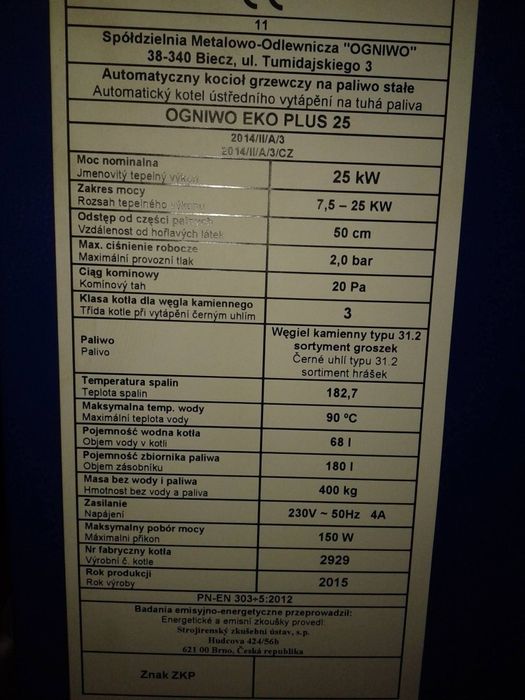 11
Spółdzielnia Metalowo-Odlewnicza "OGNIWO"
38-340 Biecz, ul. Tumidajskiego 3
Automatyczny kocioł grzewczy na paliwo stałe
Automatický kotel ústředního vytápění na tuhá paliva
OGNIWO EKO PLUS 25
2014/II/A/3
2014/II/A/3/CZ
Moc nominalna
Jmenovitý tepelný výkon
25 kW
Zakres mocy
Rozsah tepelného výkonu
7,5 – 25 KW
Odstęp od części palnych
Vzdálenost od hořlavých látek
50 cm
Max. ciśnienie robocze
Maximální provozní tlak
2,0 bar
Ciąg kominowy
Komínový tah
20 Pa
Klasa kotła dla węgla kamiennego
Třída kotle při vytápění černým uhlím
3
Paliwo
Palivo
Węgiel kamienny typu 31.2
sortyment groszek
Černé uhlí typu 31.2
sortiment hrášek
Temperatura spalin
Teplota spalin
182,7
Maksymalna temp. wody
Maximální teplota vody
90 ºC
Pojemność wodna kotła
Objem vody v kotli
68 l
Pojemność zbiornika paliwa
Objem zásobníku
180 l
Masa bez wody i paliwa
Hmotnost bez vody a paliva
400 kg
Zasilanie
Napájení
230V ~ 50Hz 4A
Maksymalny pobór mocy
Maximalni příkon
150 W
Nr fabryczny kotła
Výrobní č. kotle
2929
Rok produkcji
Rok výroby
2015
PN-EN 303÷5:2012
Badania emisyjno-energetyczne przeprowadził:
Energetické a emisní zkoušky provedl:
Strojírenský zkušební ústav, s.p.
Hudcova 424/56b
621 00 Brno, Česká republika
Znak ZKP